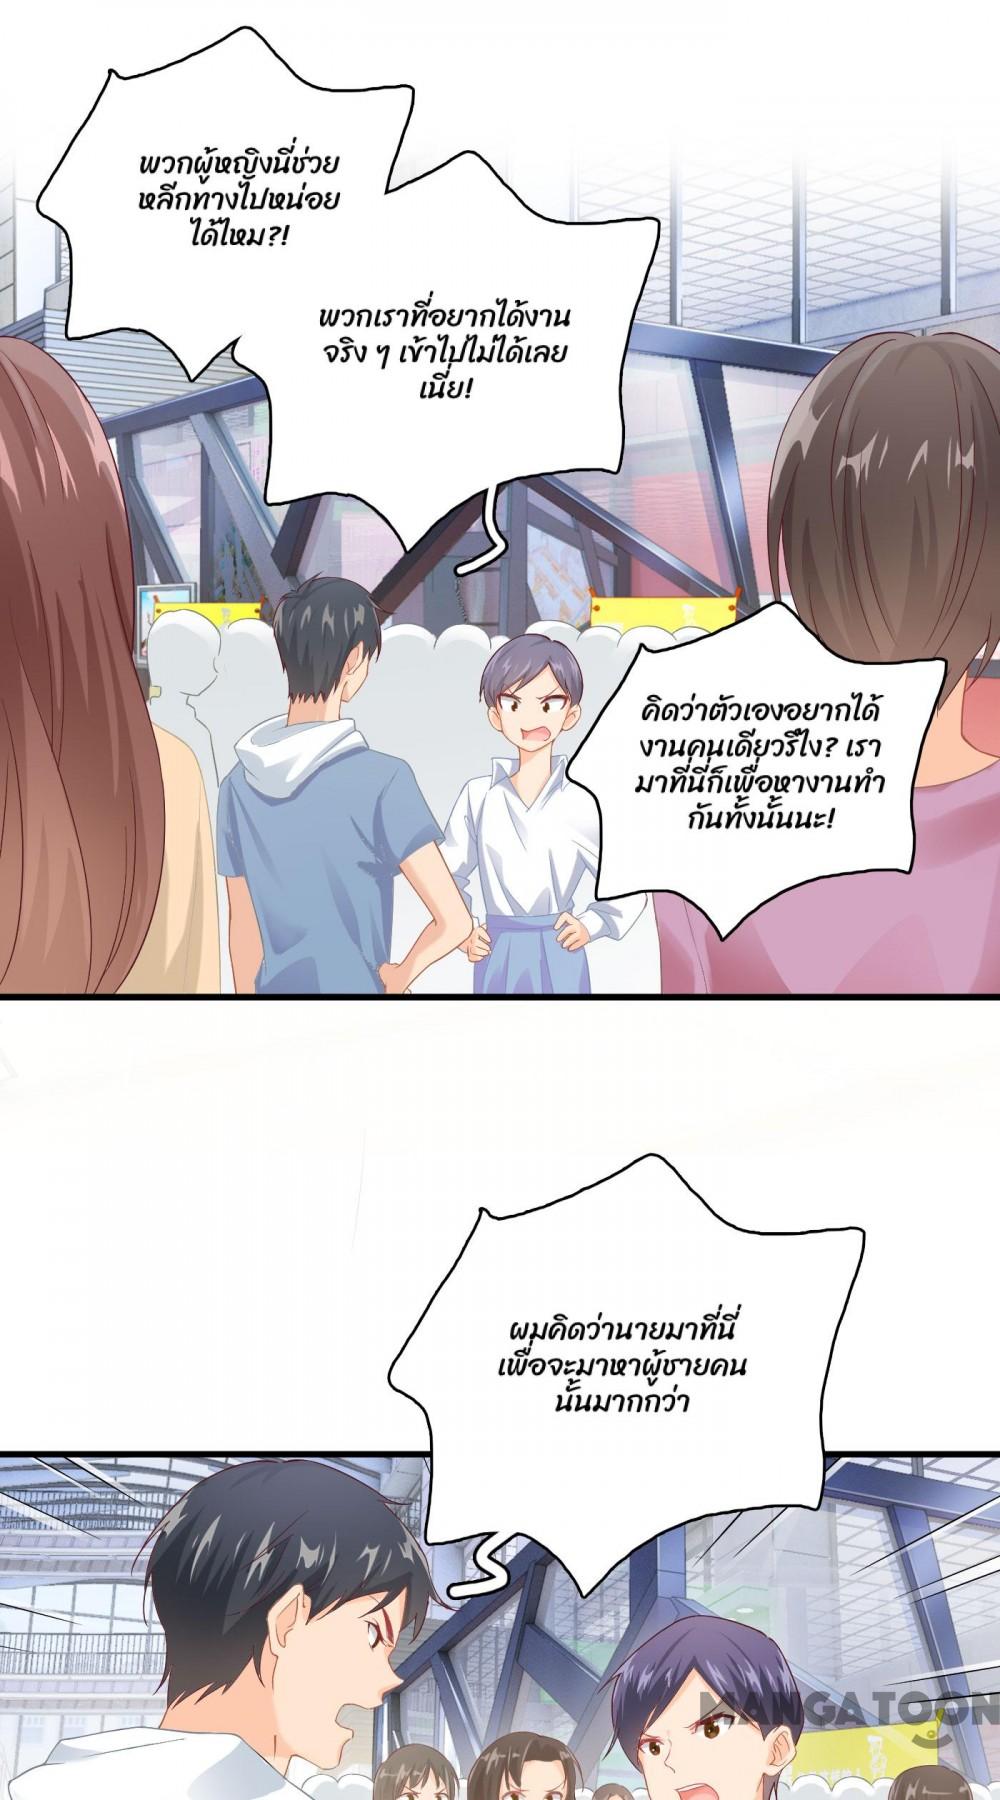 พวกผู้หญิงนี่ช่วย
หลีกทางไปหน่อย
ได้ไหม?!
พวกเราที่อยากได้งาน
จริง ๆ เข้าไปไม่ได้เลย
เนี่ย!
คิดว่าตัวเองอยากได้
งานคนเดียวรึไง? เรา
มาที่นี่ก็เพื่อหางานทำ
กันทั้งนั้นนะ!
ผมคิดว่านายมาที่นี่
เพื่อจะมาหาผู้ชายคน
นั้นมากกว่า
MANGATOON